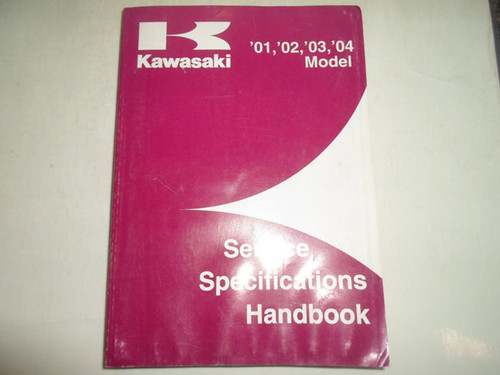 '01,'02,'03,'04
Model
Kawasaki
Service
Specifications
Handbook